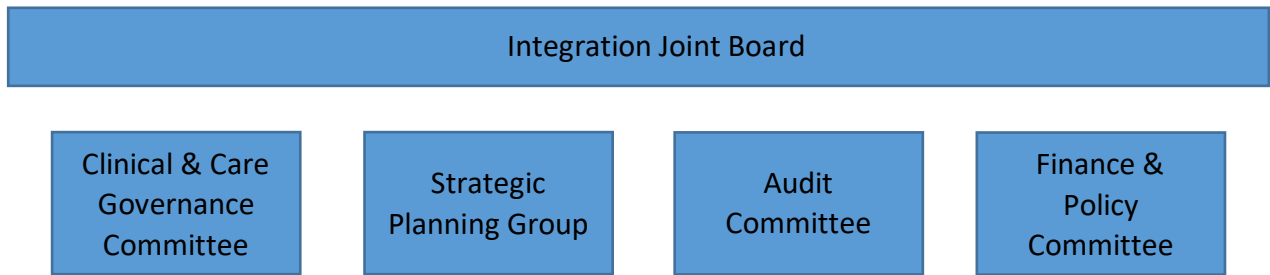 Integration Joint Board
Clinical & Care
Governance
Committee
Strategic
Planning Group
Audit
Committee
Finance &
Policy
Committee